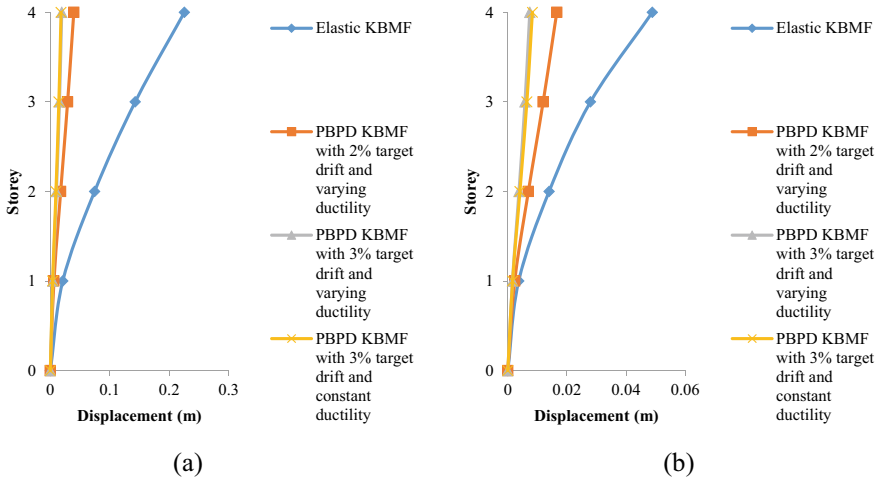 4
3
2
1
0
Storey
0
0.1
0.2
0.3
Displacement (m)
Elastic KBMF
PBPD KBMF
with 2% target
drift and
varying
ductility
PBPD KBMF
with 3% target
drift and
varying
ductility
PBPD KBMF
with 3% target
drift and
constant
ductility
(a)
4
3
2
1
0
Storey
0
0.02
0.04
0.06
Displacement (m)
Elastic KBMF
PBPD KBMF
with 2% target
drift and
varying
ductility
PBPD KBMF
with 3% target
drift and
varying
ductility
PBPD KBMF
with 3% target
drift and
constant
ductility
(b)